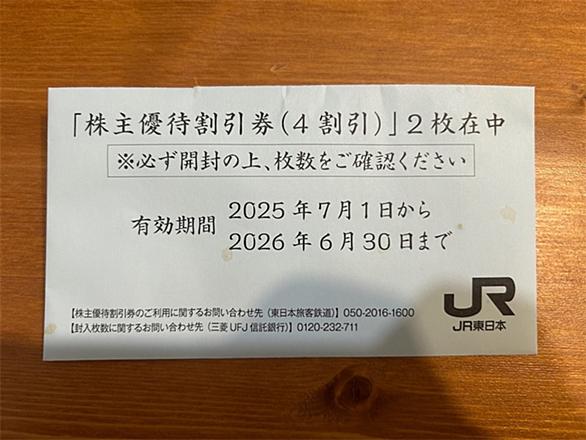 「株主優待割引券(4割引)」2枚在中
※必ず開封の上、枚数をご確認ください
有効期間 2025年7月1日から
2026年6月30日まで
【株主優待割引券のご利用に関するお問い合わせ先(東日本旅客鉄道)】050-2016-1600
【封入枚数に関するお問い合わせ先(三菱UFJ信託銀行)】0120-232-711
JR
JR東日本